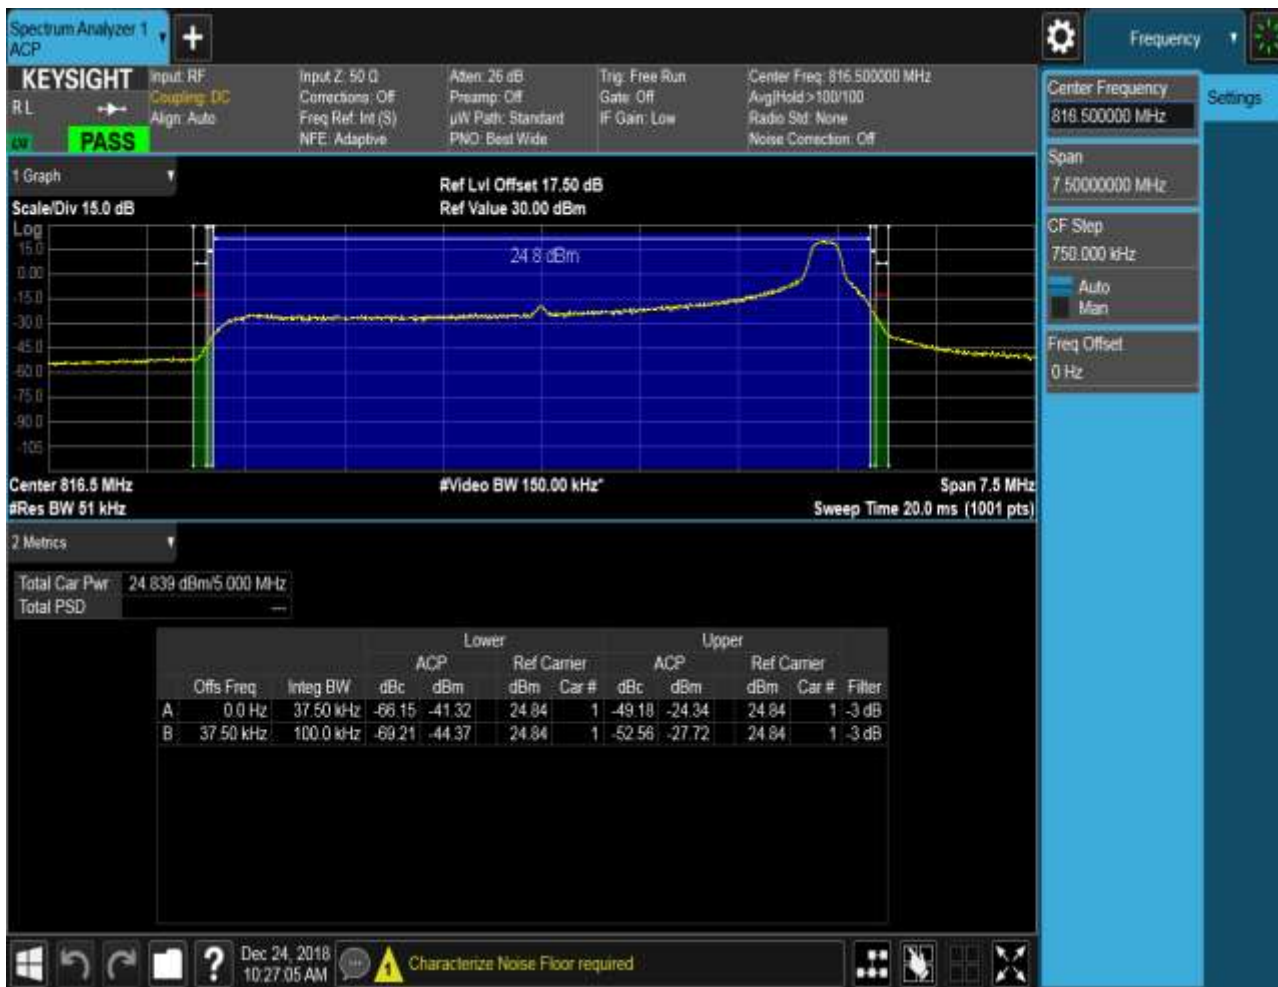 Spectrum Analyzer 1
ACP
+
Frequency
KEYSIGHT
R L
PASS
Input: RF
Coupling: DC
Align: Auto
Input Z: 50 Ω
Corrections: Off
Freq Ref: Int (S)
NFE: Adaptive
Atten: 26 dB
Preamp: Off
µW Path: Standard
PNO: Best Wide
Trig: Free Run
Gate: Off
IF Gain: Low
Center Freq: 816.500000 MHz
Avg|Hold:>100/100
Radio Std: None
Noise Correction: Off
Center Frequency
816.500000 MHz
Settings
Span
7.50000000 MHz
CF Step
750.000 kHz
Auto
Man
Freq Offset
0 Hz
1 Graph
Scale/Div 15.0 dB
Ref Lvl Offset 17.50 dB
Ref Value 30.00 dBm
Log
15.0
0.00
-15.0
-30.0
-45.0
-60.0
-75.0
-90.0
-105
24.8 dBm
Center 816.5 MHz
#Video BW 150.00 kHz*
Span 7.5 MHz
#Res BW 51 kHz
Sweep Time 20.0 ms (1001 pts)
2 Metrics
Total Car Pwr 24.839 dBm/5.000 MHz
Total PSD ---
Lower Upper
ACP Ref Carrier ACP Ref Carrier
Offs Freq Integ BW dBc dBm dBm Car # dBc dBm dBm Car # Filter
A 0.0 Hz 37.50 kHz -66.15 -41.32 24.84 1 -49.18 -24.34 24.84 1 -3 dB
B 37.50 kHz 100.0 kHz -69.21 -44.37 24.84 1 -52.56 -27.72 24.84 1 -3 dB
?
Dec 24, 2018
10:27:05 AM
1
Characterize Noise Floor required